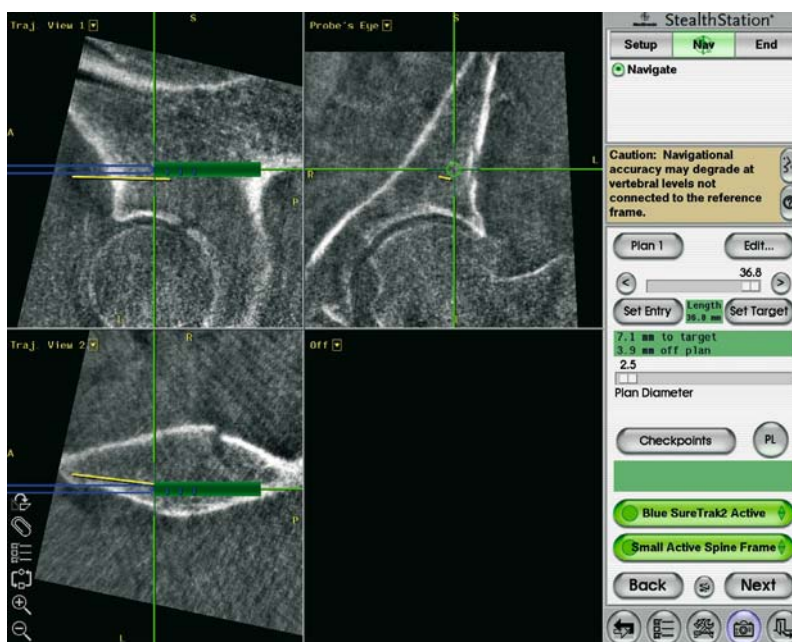 Traj. View 1
S
A
P
I
Probe's Eye
S
R
L
Traj. View 2
R
A
P
L
Off
StealthStation
Setup
Nav
End
Navigate
Caution: Navigational
accuracy may degrade at
vertebral levels not
connected to the reference
frame.
Plan 1
Edit...
36.8
<
>
Set Entry
Length
36.8 mm
Set Target
7.1 mm to target
3.9 mm off plan
2.5
Plan Diameter
Checkpoints
PL
Blue SureTrak2 Active
Small Active Spine Frame
Back
Next